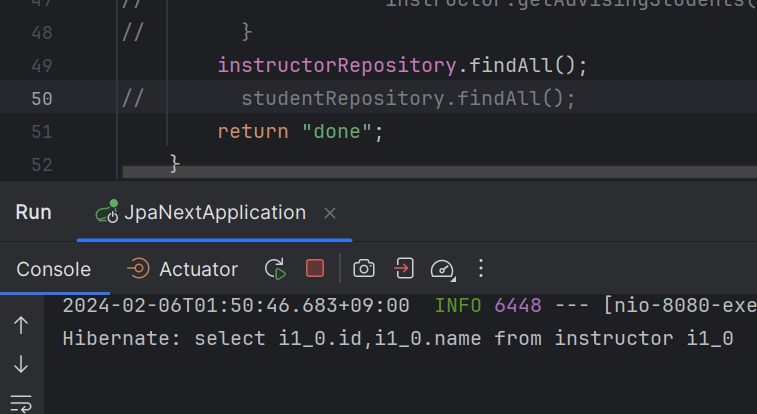 47 // instructor.getAdvisingStudents(
48 // }
49 instructorRepository.findAll();
50 // studentRepository.findAll();
51 return "done";
52 }
Run JpaNextApplication
Console Actuator
2024-02-06T01:50:46.683+09:00 INFO 6448 --- [nio-8080-exe
Hibernate: select i1_0.id,i1_0.name from instructor i1_0